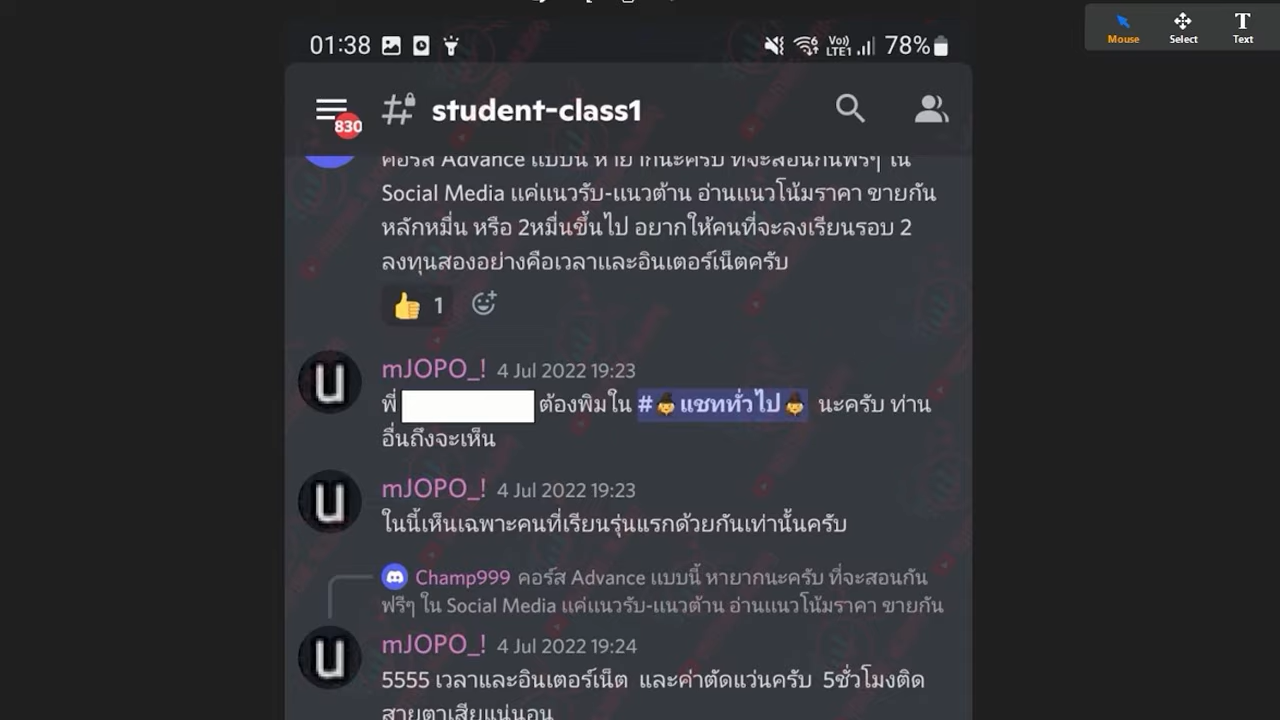 01:38
Vo))
LTE1
78%
Mouse
Select
T
Text
830
student-class1
คอร์ส Advance แบบนี้ หายากนะครับ ที่จะสอนกันฟรีๆ ใน
Social Media แค่แนวรับ-แนวต้าน อ่านแนวโน้มราคา ขายกัน
หลักหมื่น หรือ 2หมื่นขึ้นไป อยากให้คนที่จะลงเรียนรอบ 2
ลงทุนสองอย่างคือเวลาและอินเตอร์เน็ตครับ
👍 1
mJOPO_! 4 Jul 2022 19:23
พี่ ต้องพิมใน #แชททั่วไป นะครับ ท่าน
อื่นถึงจะเห็น
mJOPO_! 4 Jul 2022 19:23
ในนี้เห็นเฉพาะคนที่เรียนรุ่นแรกด้วยกันเท่านั้นครับ
Champ999 คอร์ส Advance แบบนี้ หายากนะครับ ที่จะสอนกัน
ฟรีๆ ใน Social Media แค่แนวรับ-แนวต้าน อ่านแนวโน้มราคา ขายกัน
mJOPO_! 4 Jul 2022 19:24
5555 เวลาและอินเตอร์เน็ต และค่าตัดแว่นครับ 5ชั่วโมงติด
สายตาเสียแน่นอน